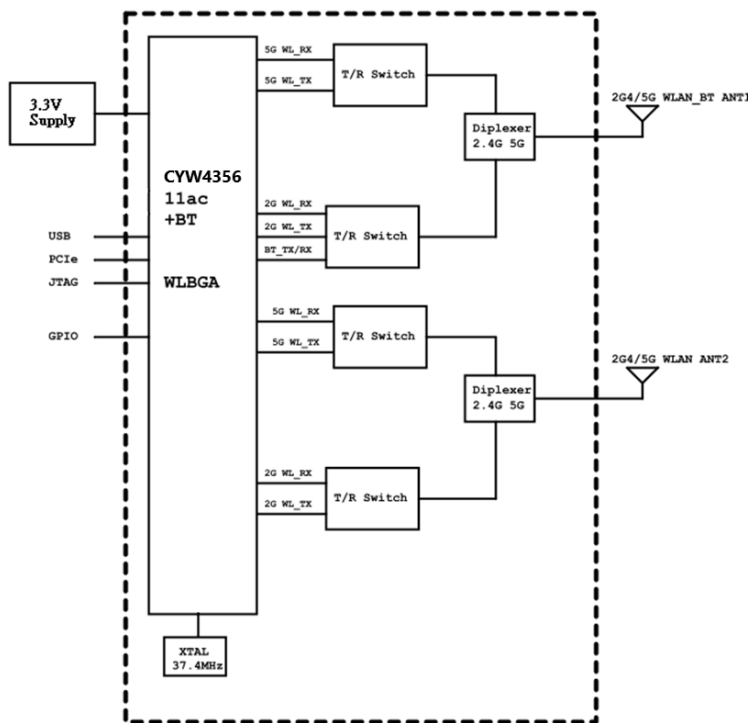 5G WL_RX
5G WL_TX
T/R Switch
3.3V
Supply
2G4/5G WLAN_BT ANT1
Diplexer
2.4G 5G
CYW4356
11ac
+BT
WLBGA
2G WL_RX
2G WL_TX
BT_TX/RX
T/R Switch
USB
PCIe
JTAG
GPIO
5G WL_RX
5G WL_TX
T/R Switch
2G4/5G WLAN ANT2
Diplexer
2.4G 5G
2G WL_RX
2G WL_TX
T/R Switch
XTAL
37.4MHz